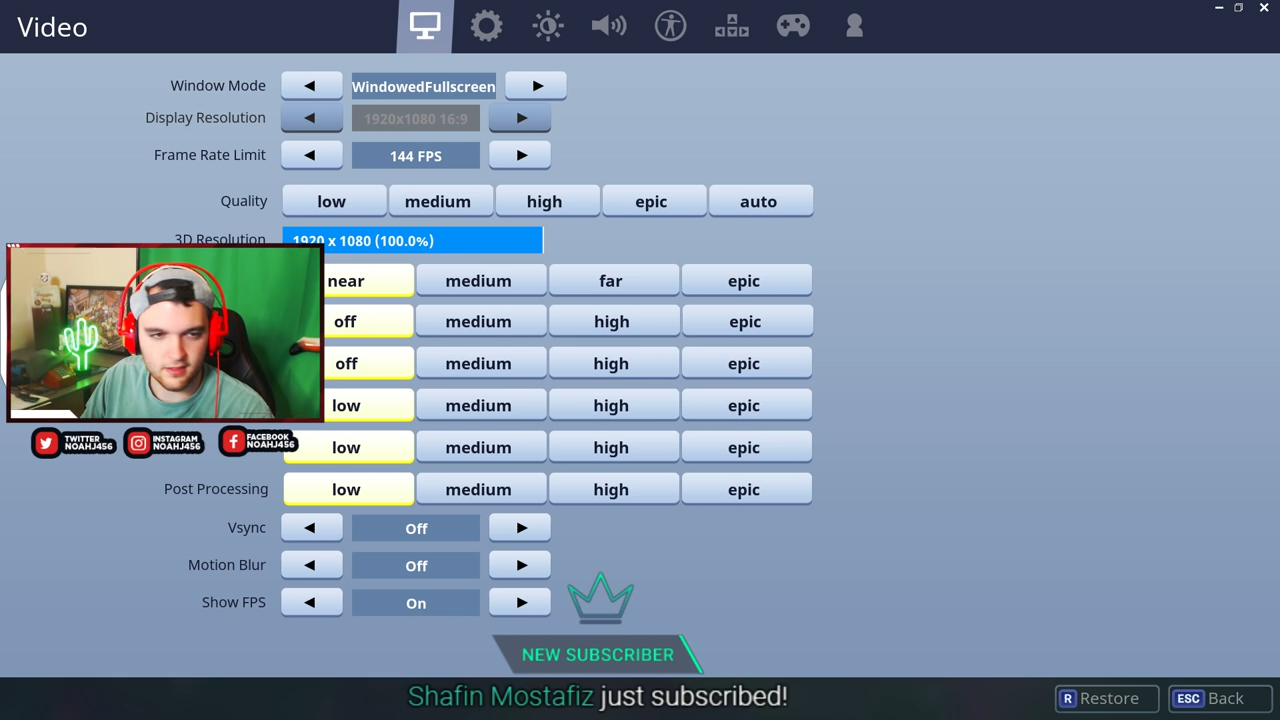 Video
Window Mode ◀ WindowedFullscreen ▶
Display Resolution ◀ 1920x1080 16:9 ▶
Frame Rate Limit ◀ 144 FPS ▶
Quality low medium high epic auto
3D Resolution 1920 x 1080 (100.0%)
near medium far epic
off medium high epic
off medium high epic
low medium high epic
low medium high epic
TWITTER NOAHJ456
INSTAGRAM NOAHJ456
FACEBOOK NOAHJ456
Post Processing low medium high epic
Vsync ◀ Off ▶
Motion Blur ◀ Off ▶
Show FPS ◀ On ▶
NEW SUBSCRIBER
Shafin Mostafiz just subscribed!
R Restore ESC Back